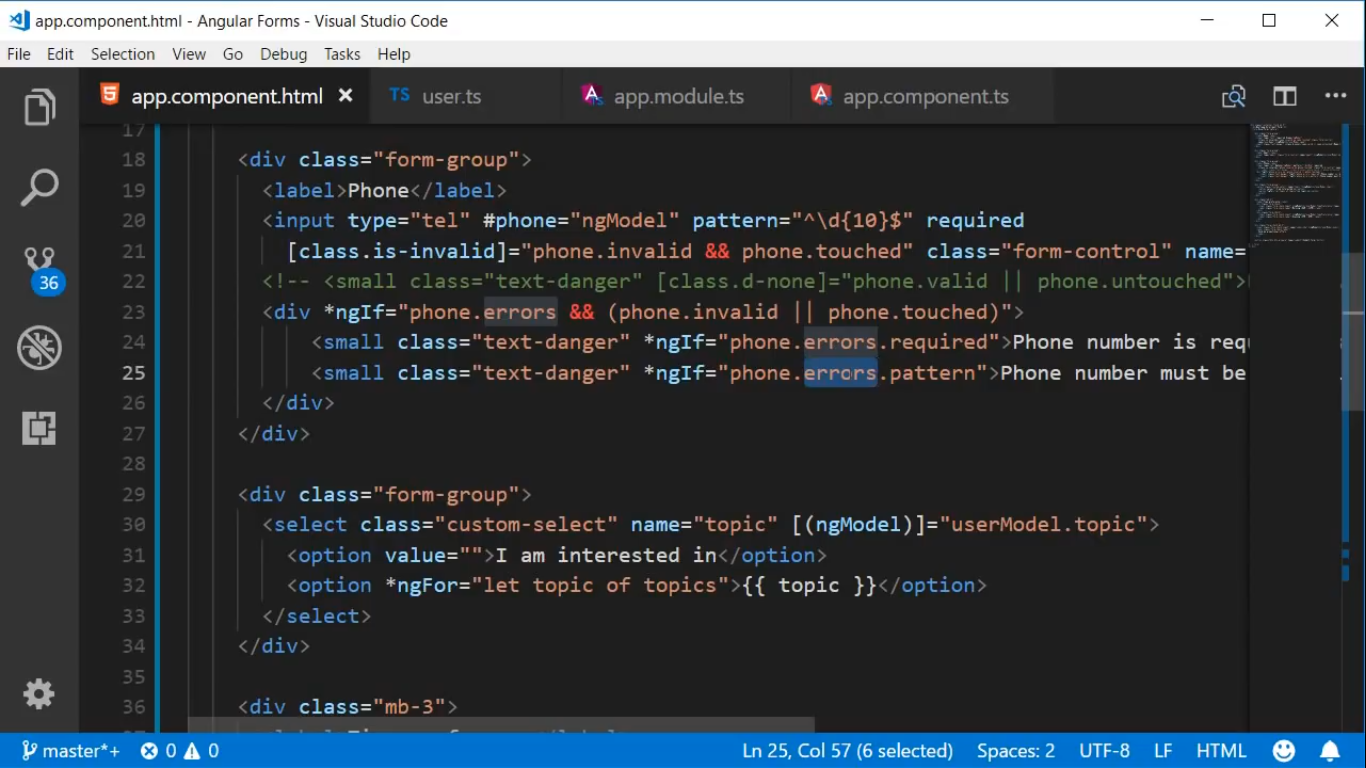 app.component.html - Angular Forms - Visual Studio Code
File Edit Selection View Go Debug Tasks Help
app.component.html TS user.ts app.module.ts app.component.ts
17
18 <div class="form-group">
19 <label>Phone</label>
20 <input type="tel" #phone="ngModel" pattern="^\d{10}$" required
21 [class.is-invalid]="phone.invalid && phone.touched" class="form-control" name=
22 <!-- <small class="text-danger" [class.d-none]="phone.valid || phone.untouched">
23 <div *ngIf="phone.errors && (phone.invalid || phone.touched)">
24 <small class="text-danger" *ngIf="phone.errors.required">Phone number is req
25 <small class="text-danger" *ngIf="phone.errors.pattern">Phone number must be
26 </div>
27 </div>
28
29 <div class="form-group">
30 <select class="custom-select" name="topic" [(ngModel)]="userModel.topic">
31 <option value="">I am interested in</option>
32 <option *ngFor="let topic of topics">{{ topic }}</option>
33 </select>
34 </div>
35
36 <div class="mb-3">
36
master*+ 0 0 Ln 25, Col 57 (6 selected) Spaces: 2 UTF-8 LF HTML